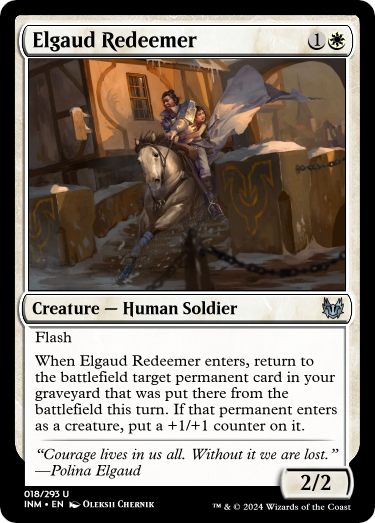 Elgaud Redeemer 1
Creature — Human Soldier
Flash
When Elgaud Redeemer enters, return to
the battlefield target permanent card in your
graveyard that was put there from the
battlefield this turn. If that permanent enters
as a creature, put a +1/+1 counter on it.
“Courage lives in us all. Without it we are lost.”
—Polina Elgaud
2/2
018/293 U
INM • EN Oleksii Chernik
™ & © 2024 Wizards of the Coast